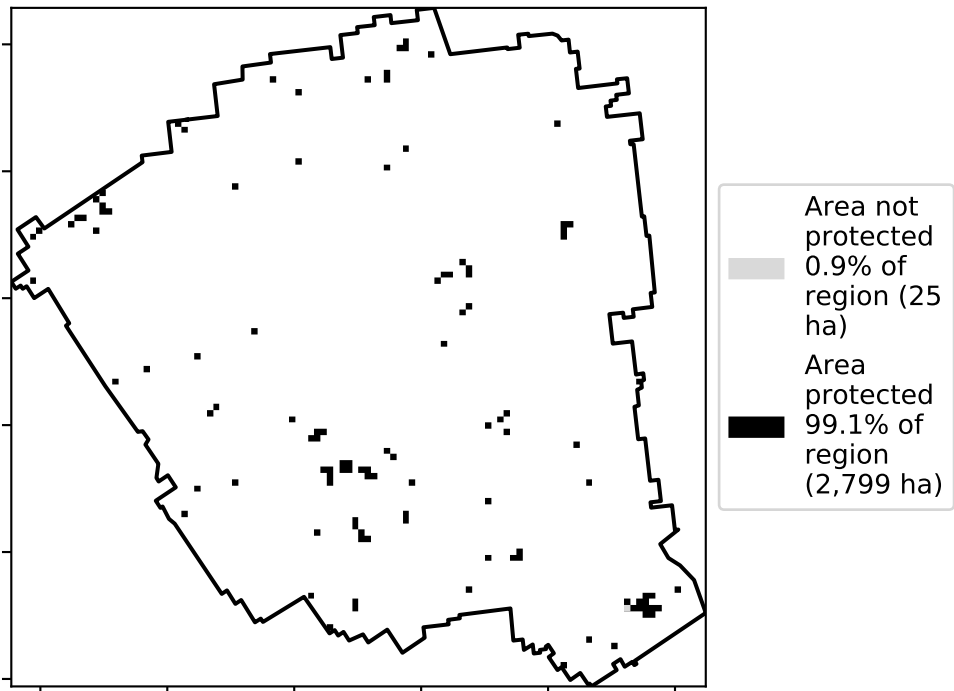 Area not
protected
0.9% of
region (25
ha)
Area
protected
99.1% of
region
(2,799 ha)